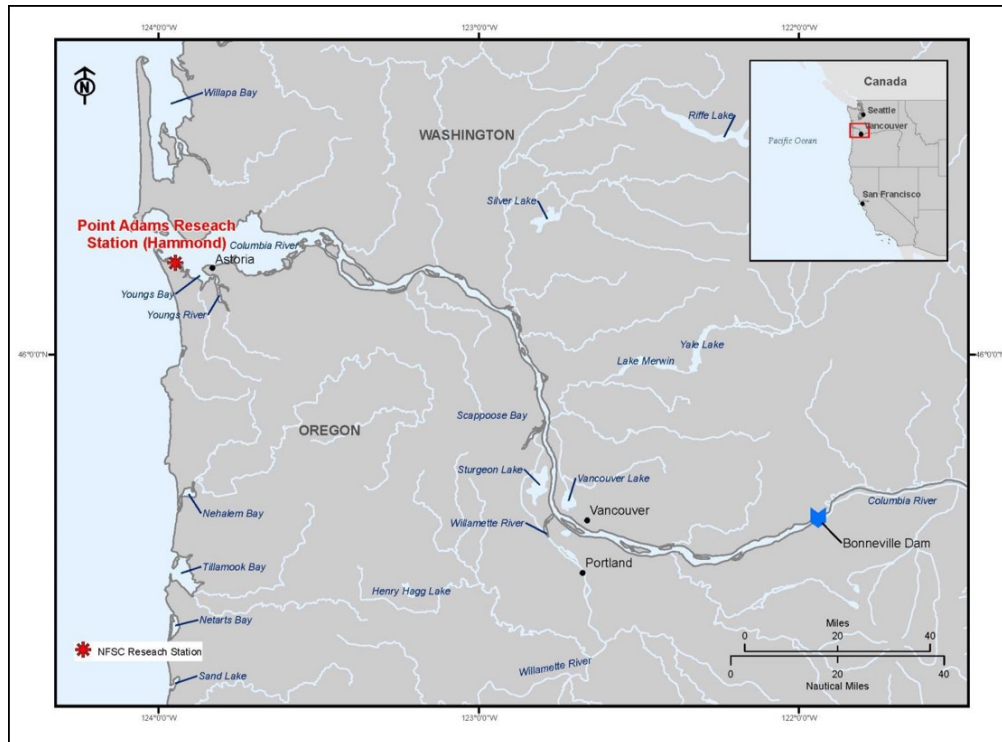 124°0'0"W
123°0'0"W
122°0'0"W
N
Willapa Bay
WASHINGTON
Riffe Lake
Silver Lake
Canada
Seattle
Vancouver
Pacific Ocean
San Francisco
Point Adams Reseach
Station (Hammond)
Columbia River
Astoria
Youngs Bay
Youngs River
46°0'0"N
46°0'0"N
Yale Lake
Lake Merwin
OREGON
Scappoose Bay
Sturgeon Lake
Vancouver Lake
Vancouver
Columbia River
Nehalem Bay
Willamette River
Bonneville Dam
Portland
Tillamook Bay
Henry Hagg Lake
Netarts Bay
Miles
0 20 40
0 20 40
Nautical Miles
NFSC Reseach Station
Willamette River
Sand Lake
124°0'0"W
123°0'0"W
122°0'0"W